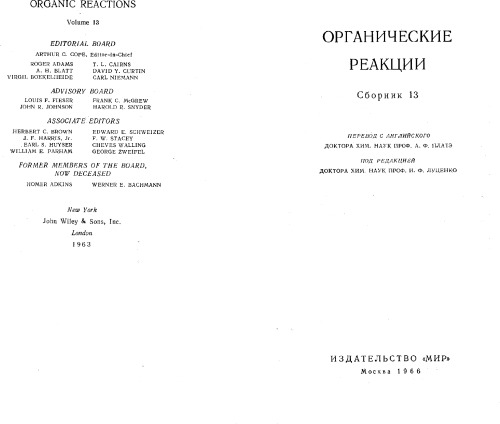 ORGANIC REACTIONS
Volume 13
EDITORIAL BOARD
ARTHUR C. COPE, Editor-in-Chief
ROGER ADAMS T. L. CAIRNS
A. H. BLATT DAVID Y. CURTIN
VIRGIL BOEKELHEIDE CARL NIEMANN
ADVISORY BOARD
LOUIS F. FIESER FRANK C. McGREW
JOHN R. JOHNSON HAROLD R. SNYDER
ASSOCIATE EDITORS
HERBERT C. BROWN EDWARD E. SCHWEIZER
J. F. HARRIS, Jr. F. W. STACEY
EARL S. HUYSER CHEVES WALLING
WILLIAM E. PARHAM GEORGE ZWEIFEL
FORMER MEMBERS OF THE BOARD,
NOW DECEASED
HOMER ADKINS WERNER E. BACHMANN
New York
John Wiley & Sons, Inc.
London
1963
ОРГАНИЧЕСКИЕ
РЕАКЦИИ
Сборник 13
ПЕРЕВОД С АНГЛИЙСКОГО
ДОКТОРА ХИМ. НАУК ПРОФ. А. Ф. ПЛАТЭ
ПОД РЕДАКЦИЕЙ
ДОКТОРА ХИМ. НАУК ПРОФ. И. Ф. ЛУЦЕНКО
ИЗДАТЕЛЬСТВО «МИР»
Москва 1966